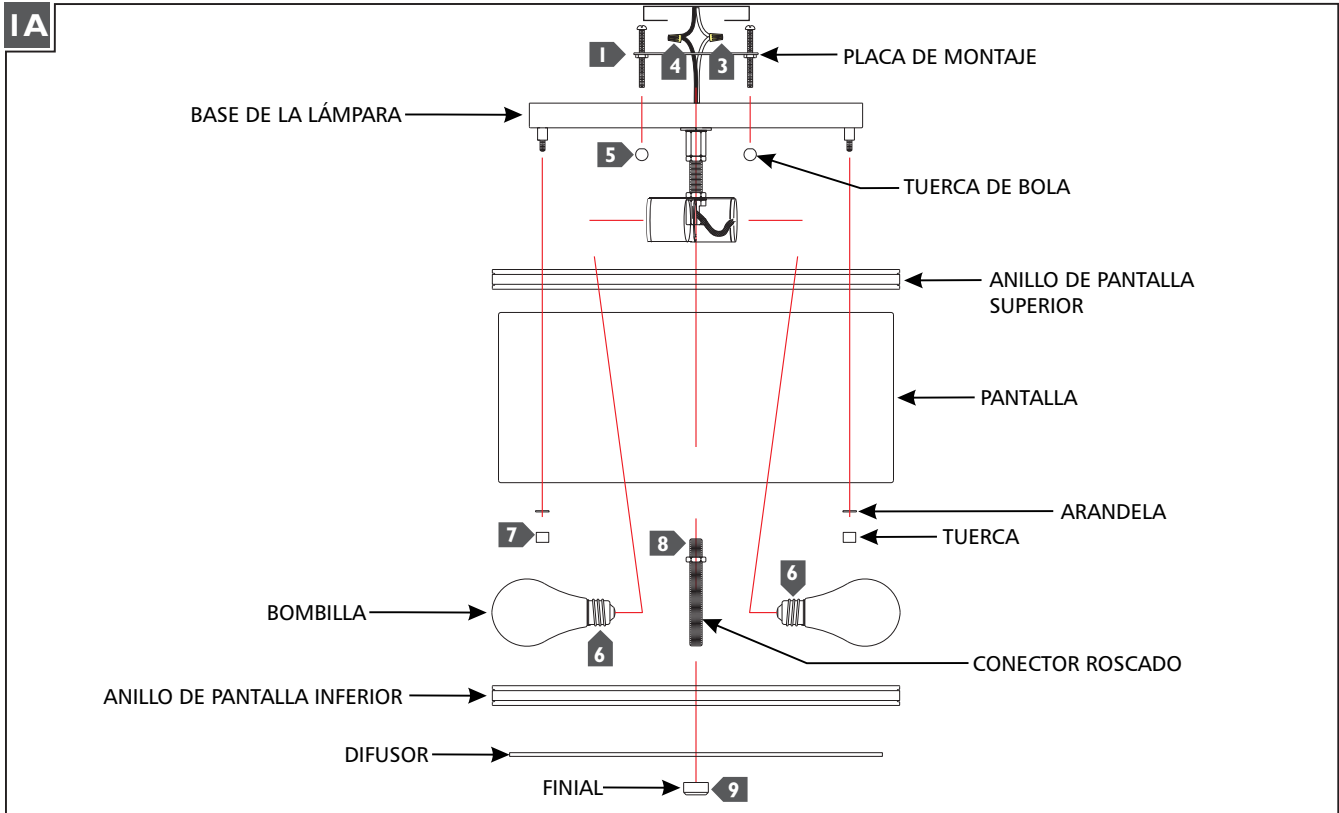 1A
1
4
3
PLACA DE MONTAJE
BASE DE LA LÁMPARA
5
TUERCA DE BOLA
ANILLO DE PANTALLA
SUPERIOR
PANTALLA
ARANDELA
7
8
TUERCA
6
BOMBILLA
6
CONECTOR ROSCADO
ANILLO DE PANTALLA INFERIOR
DIFUSOR
FINIAL
9